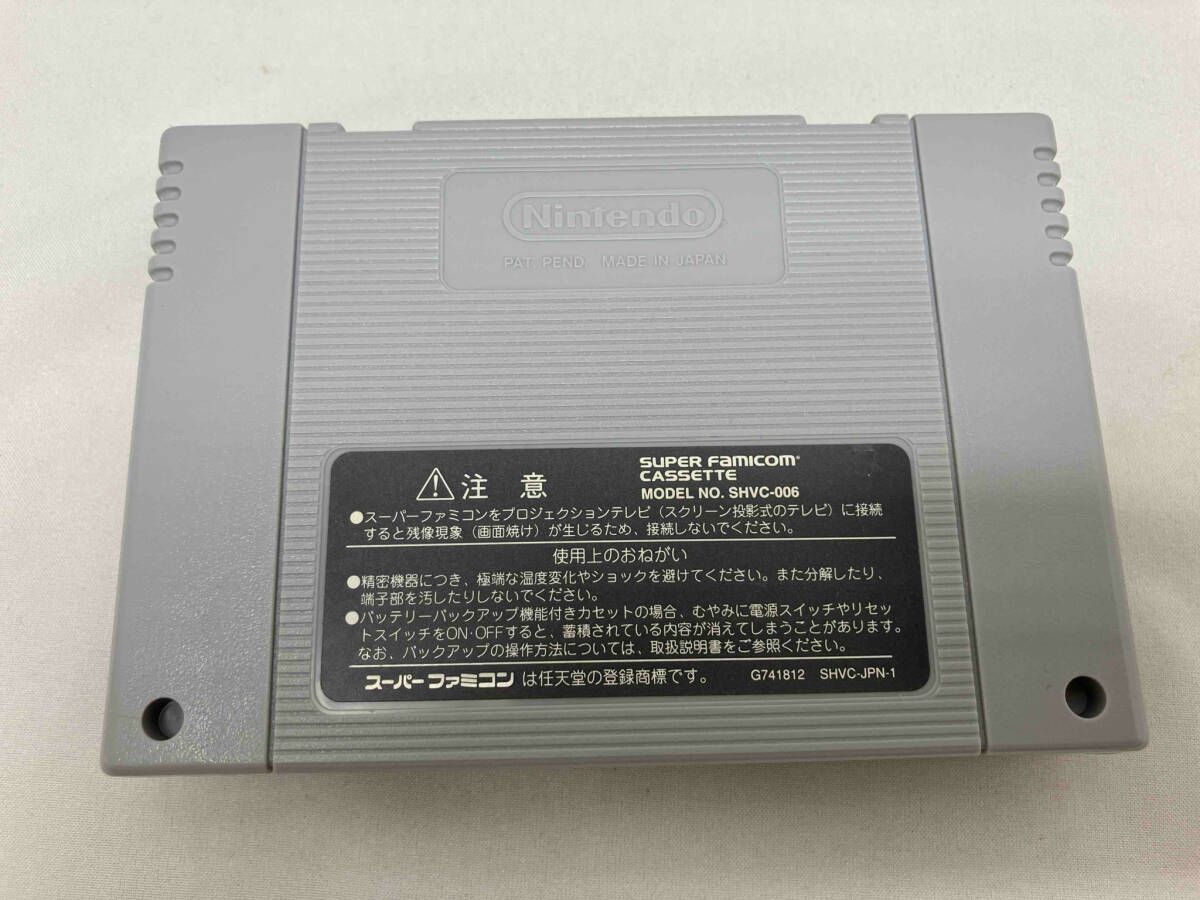 Nintendo
PAT. PEND. MADE IN JAPAN
⚠注 意
SUPER FAMICOM
CASSETTE
MODEL NO. SHVC-006
●スーパーファミコンをプロジェクションテレビ(スクリーン投影式のテレビ)に接続
すると残像現象(画面焼け)が生じるため、接続しないでください。
使用上のおねがい
●精密機器につき、極端な温度変化やショックを避けてください。また分解したり、
端子部を汚したりしないでください。
●バッテリーバックアップ機能付きカセットの場合、むやみに電源スイッチやリセッ
トスイッチをON・OFFすると、蓄積されている内容が消えてしまうことがあります。
なお、バックアップの操作方法については、取扱説明書をご参照ください。
スーパーファミコン は任天堂の登録商標です。 G741812 SHVC-JPN-1